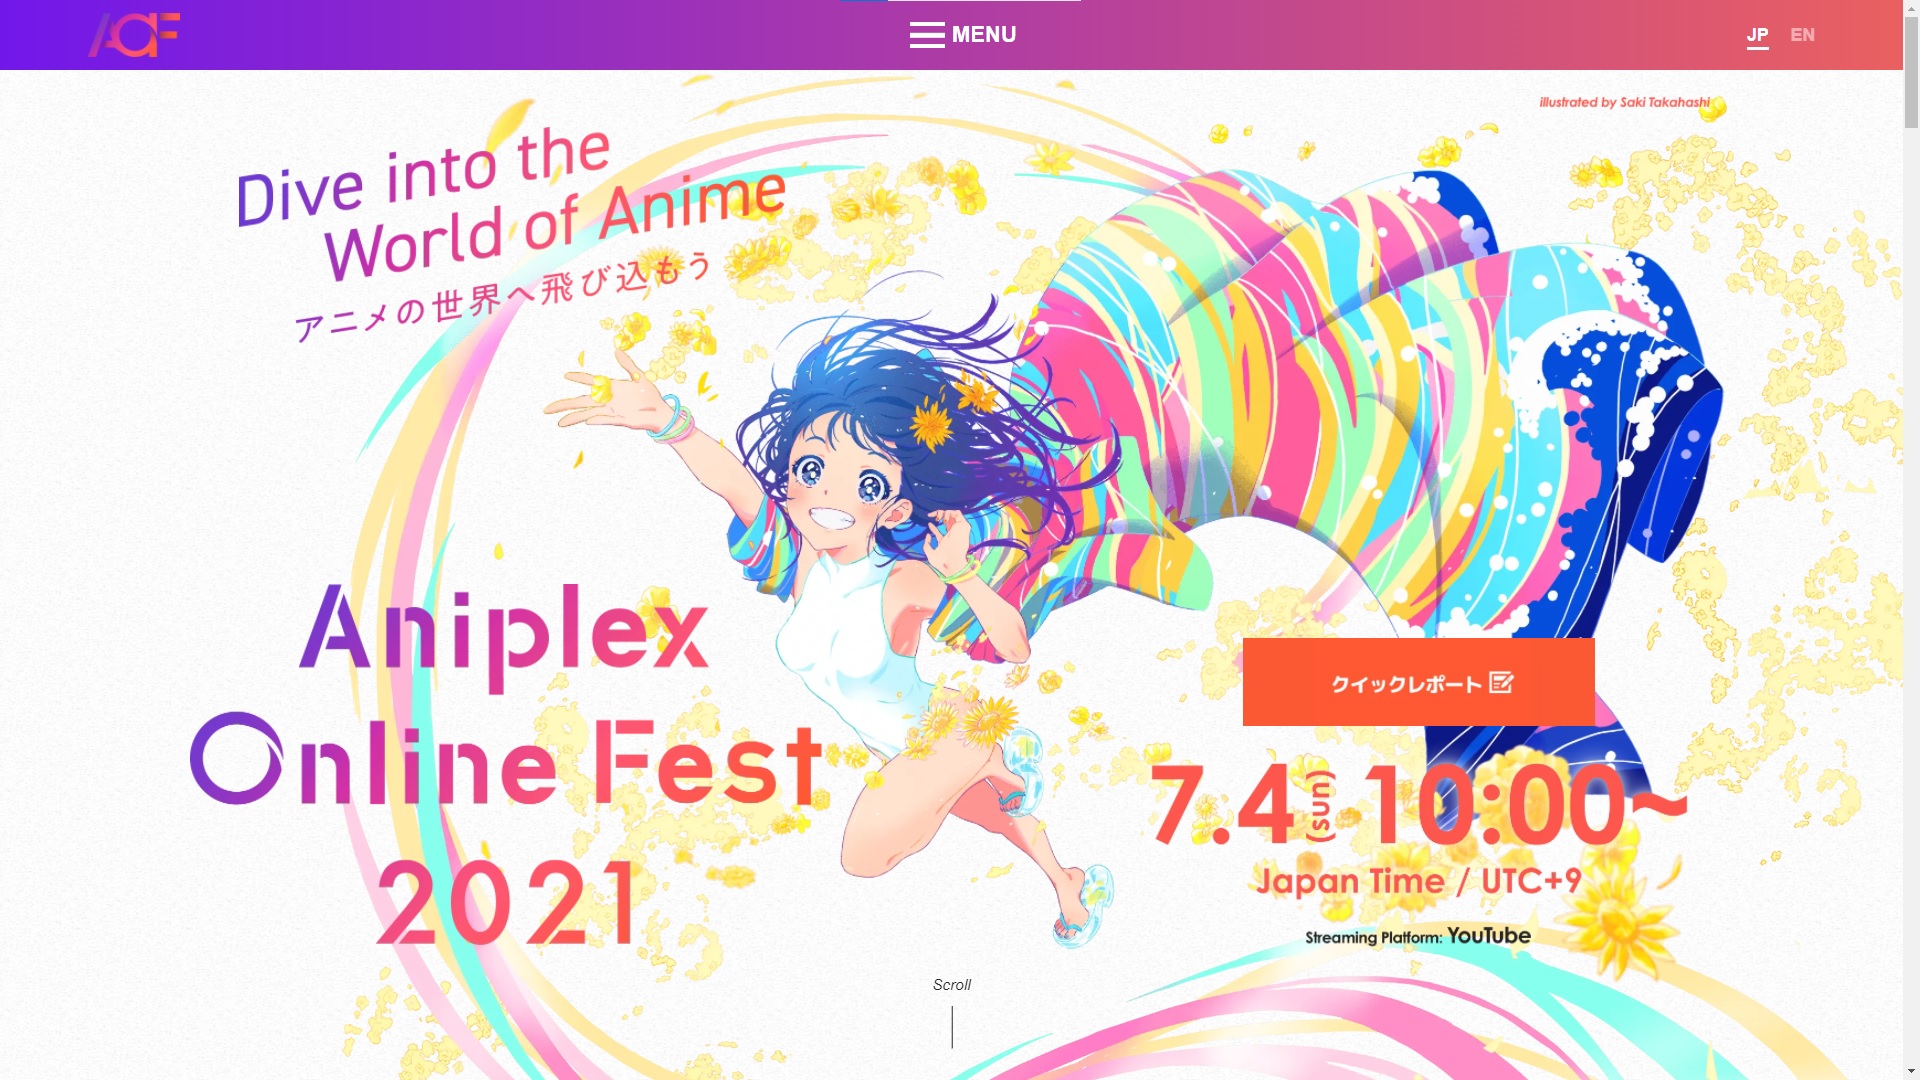 AOF
MENU
JP EN
illustrated by Saki Takahashi
Dive into the
World of Anime
アニメの世界へ飛び込もう
Aniplex
Online Fest
2021
クイックレポート
7.4(sun) 10:00~
Japan Time / UTC+9
Streaming Platform: YouTube
Scroll